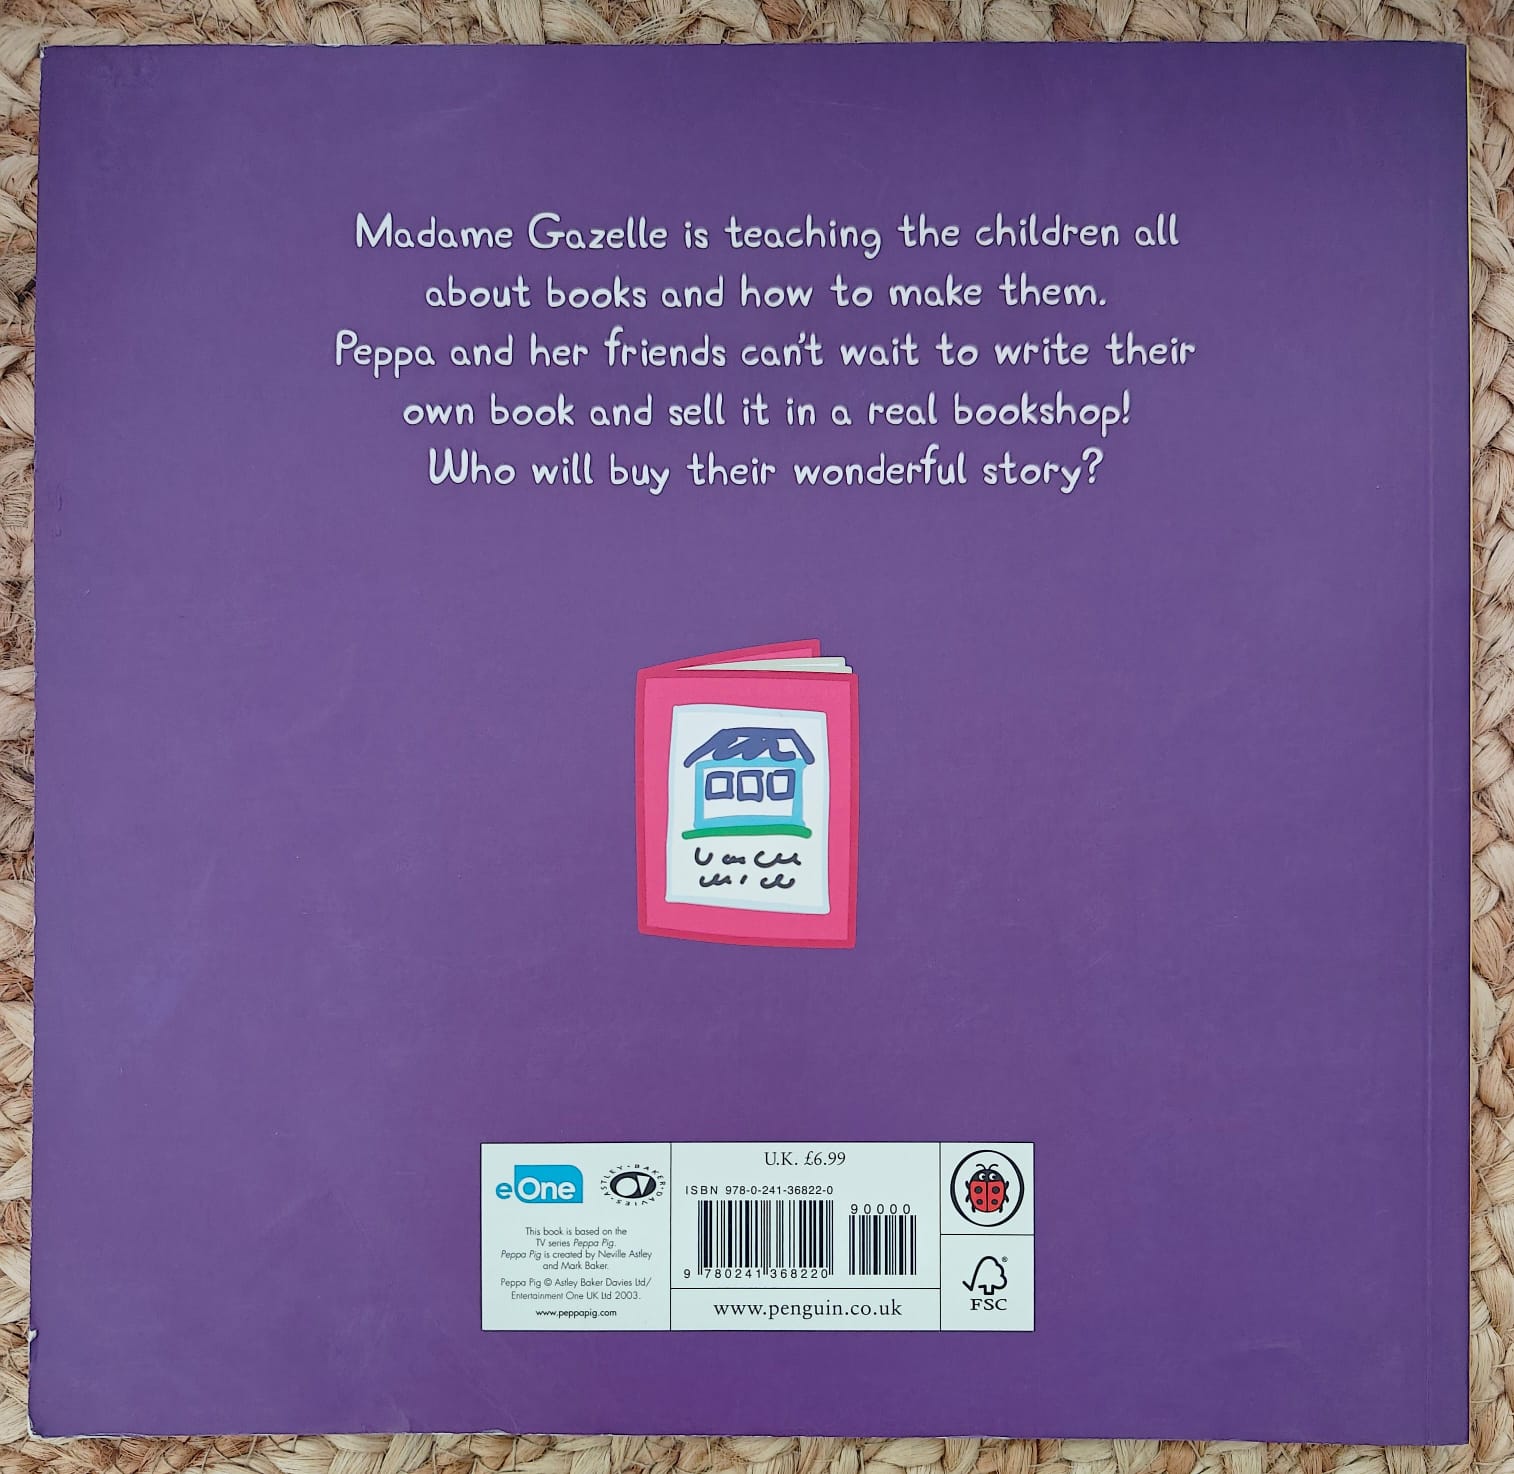 Madame Gazelle is teaching the children all
about books and how to make them.
Peppa and her friends can't wait to write their
own book and sell it in a real bookshop!
Who will buy their wonderful story?
eOne
ASTLEY · BAKER · DAVIES
This book is based on the
TV series Peppa Pig.
Peppa Pig is created by Neville Astley
and Mark Baker.
Peppa Pig © Astley Baker Davies Ltd/
Entertainment One UK Ltd 2003.
www.peppapig.com
U.K. £6.99
ISBN 978-0-241-36822-0
90000
9 780241 368220
www.penguin.co.uk
®
FSC